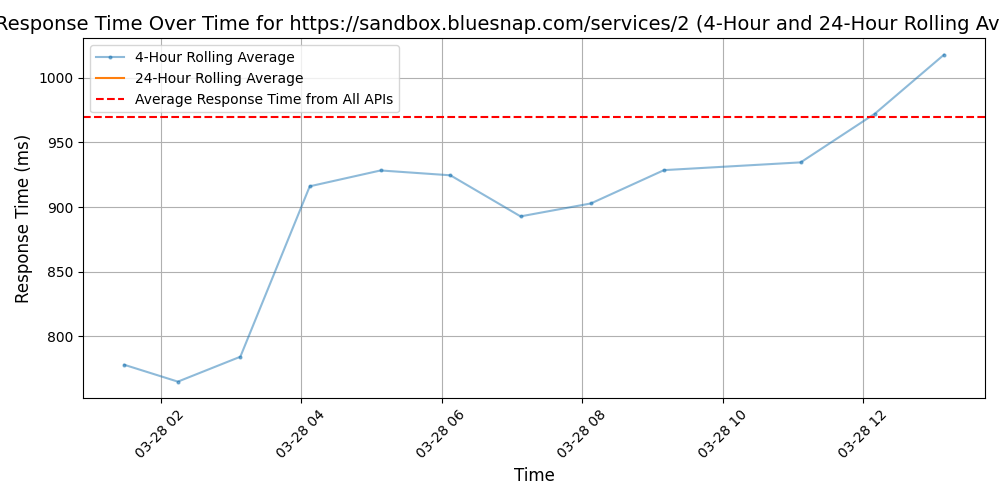 Response Time Over Time for https://sandbox.bluesnap.com/services/2 (4-Hour and 24-Hour Rolling Av
4-Hour Rolling Average
24-Hour Rolling Average
Average Response Time from All APIs
Response Time (ms)
1000
950
900
850
800
03-28 02
03-28 04
03-28 06
03-28 08
03-28 10
03-28 12
Time